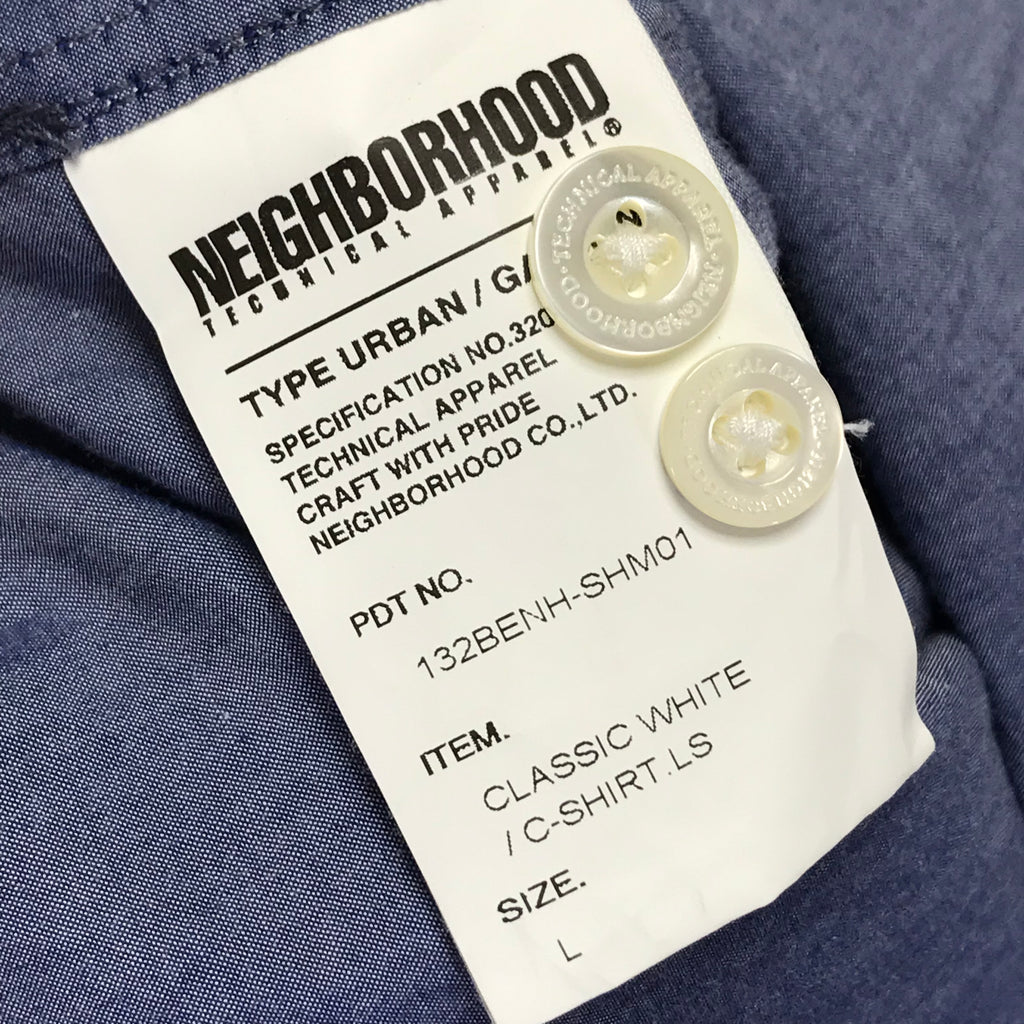 NEIGHBORHOOD®
TECHNICAL APPAREL
TYPE URBAN /
SPECIFICATION NO.320
TECHNICAL APPAREL
CRAFT WITH PRIDE
NEIGHBORHOOD CO.,LTD.
PDT NO.
132BENH-SHM01
ITEM.
CLASSIC WHITE
/ C-SHIRT.LS
SIZE.
L
TECHNICAL APPAREL · NEIGHBORHOOD ·